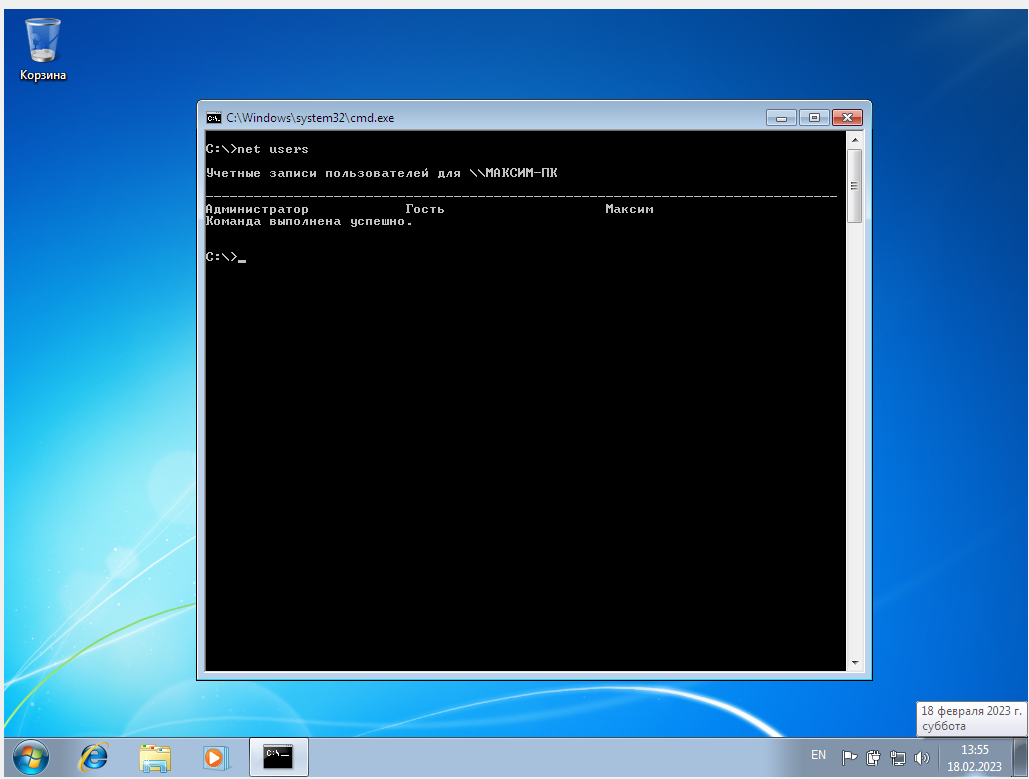 Корзина
C:\Windows\system32\cmd.exe
C:\>net users
Учетные записи пользователей для \\МАКСИМ-ПК
Администратор Гость Максим
Команда выполнена успешно.
C:\>_
18 февраля 2023 г.
суббота
EN
13:55
18.02.2023